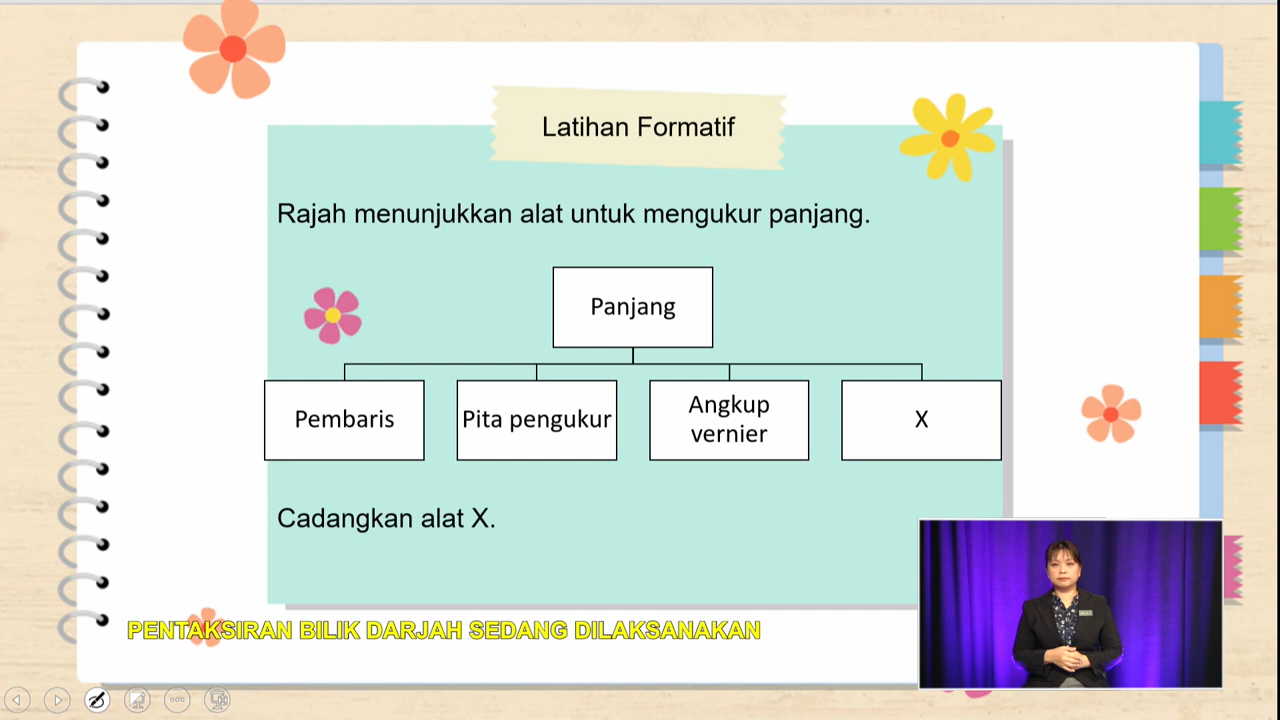 Latihan Formatif
Rajah menunjukkan alat untuk mengukur panjang.
Panjang
Pembaris
Pita pengukur
Angkup
vernier
X
Cadangkan alat X.
PENTAKSIRAN BILIK DARJAH SEDANG DILAKSANAKAN